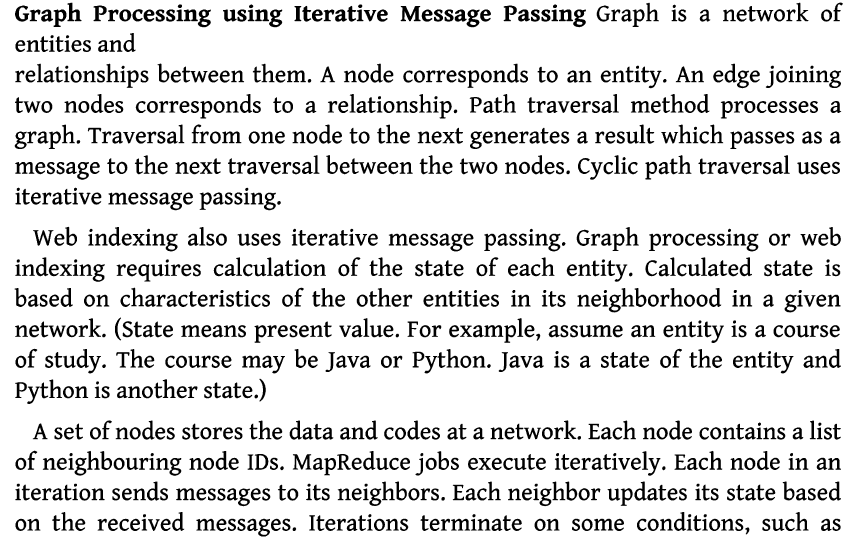 Graph Processing using Iterative Message Passing Graph is a network of
entities and
relationships between them. A node corresponds to an entity. An edge joining
two nodes corresponds to a relationship. Path traversal method processes a
graph. Traversal from one node to the next generates a result which passes as a
message to the next traversal between the two nodes. Cyclic path traversal uses
iterative message passing.
Web indexing also uses iterative message passing. Graph processing or web
indexing requires calculation of the state of each entity. Calculated state is
based on characteristics of the other entities in its neighborhood in a given
network. (State means present value. For example, assume an entity is a course
of study. The course may be Java or Python. Java is a state of the entity and
Python is another state.)
A set of nodes stores the data and codes at a network. Each node contains a list
of neighbouring node IDs. MapReduce jobs execute iteratively. Each node in an
iteration sends messages to its neighbors. Each neighbor updates its state based
on the received messages. Iterations terminate on some conditions, such as